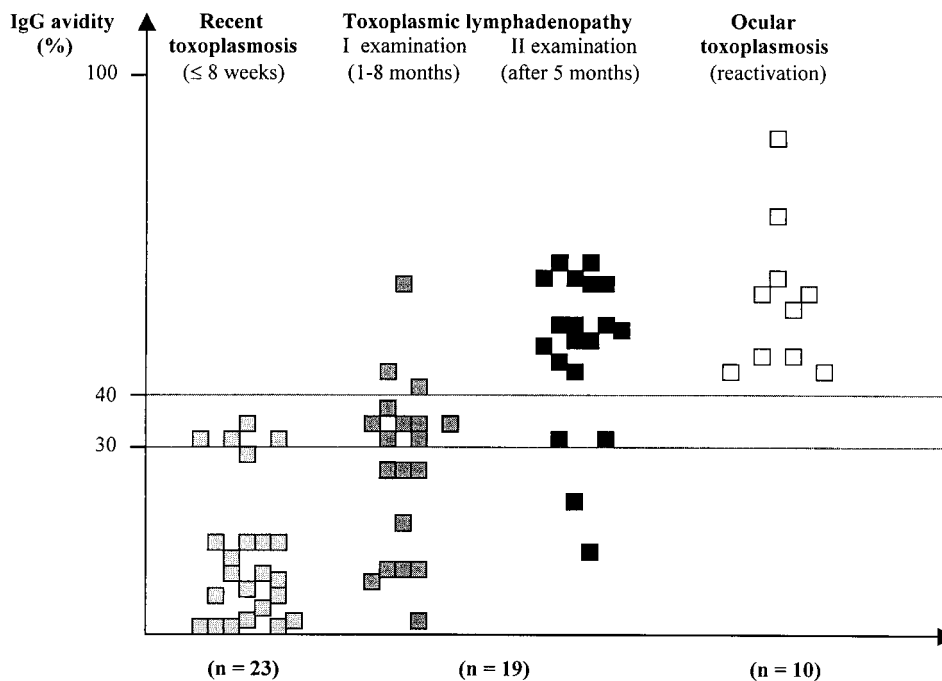 IgG avidity
(%)
Recent
toxoplasmosis
(≤ 8 weeks)
Toxoplasmic lymphadenopathy
I examination
(1-8 months)
II examination
(after 5 months)
Ocular
toxoplasmosis
(reactivation)
100
40
30
(n = 23)
(n = 19)
(n = 10)